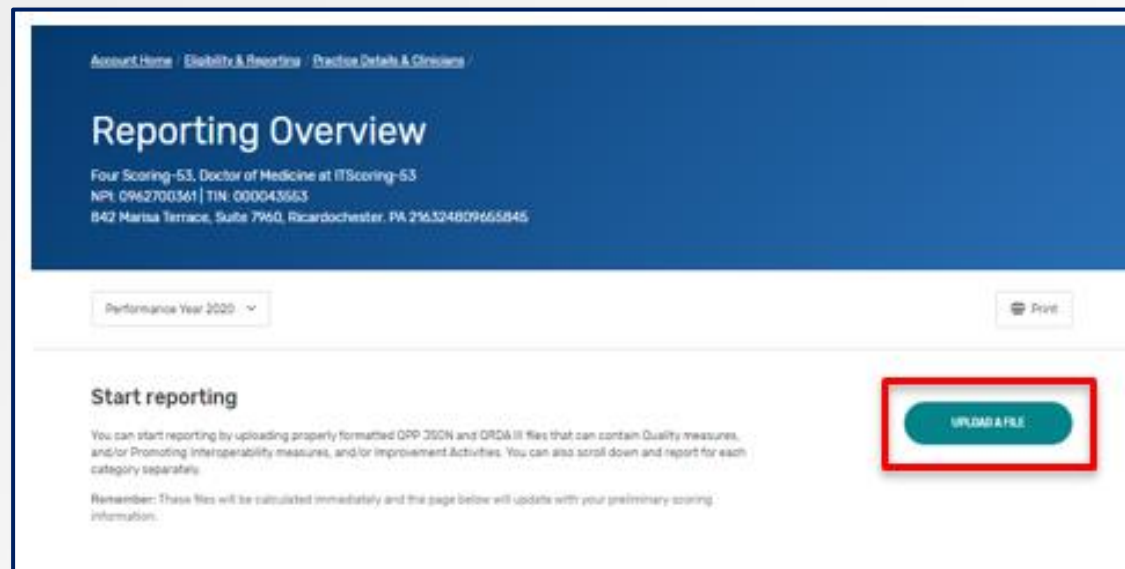 Account Home / Eligibility & Reporting / Practice Details & Clinicians /
Reporting Overview
Four Scoring-53, Doctor of Medicine at ITScoring-53
NPI: 0962700361 | TIN: 000043553
842 Marisa Terrace, Suite 7960, Ricardochester, PA 216324809655845
Performance Year 2020
Print
Start reporting
UPLOAD A FILE
You can start reporting by uploading properly formatted QPP JSON and QRDA III files that can contain Quality measures,
and/or Promoting Interoperability measures, and/or Improvement Activities. You can also scroll down and report for each
category separately.
Remember: These files will be calculated immediately and the page below will update with your preliminary scoring
information.